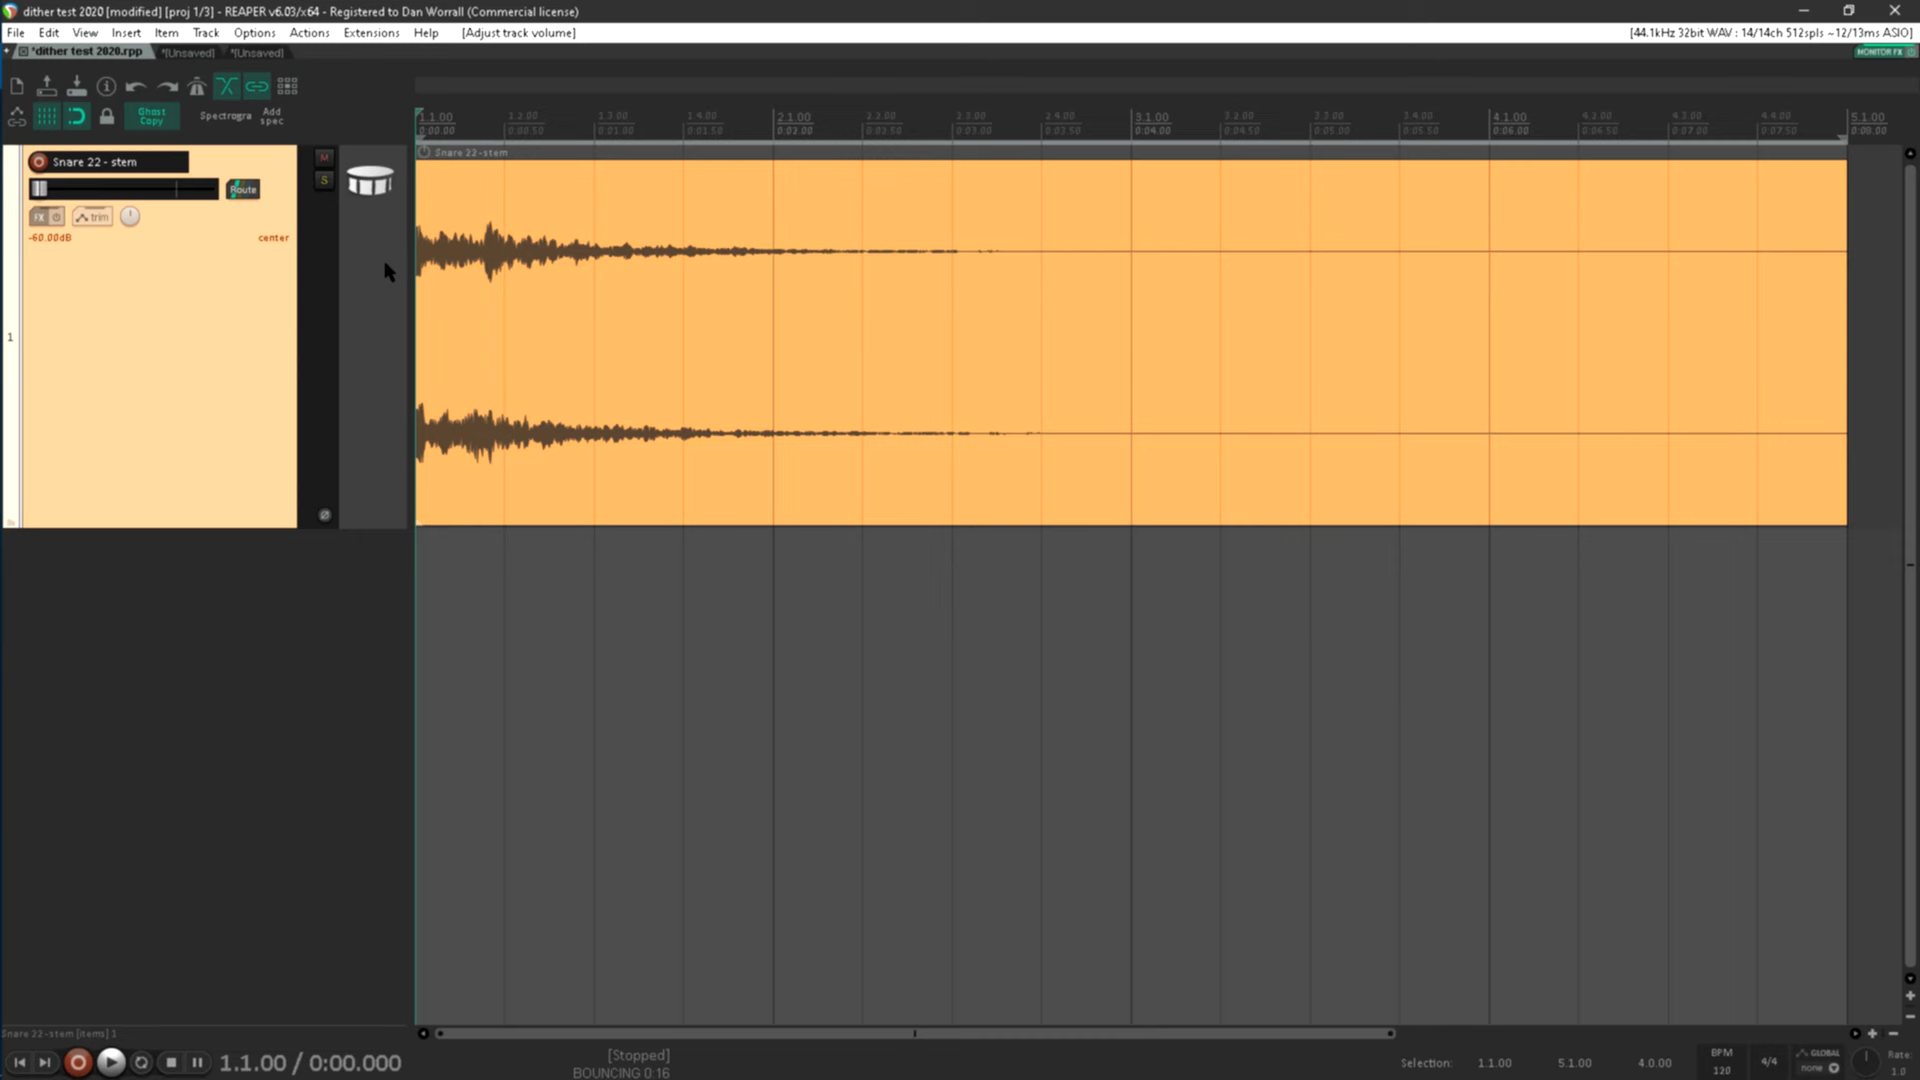 dither test 2020 [modified] [proj 1/3] - REAPER v6.03/x64 - Registered to Dan Worrall (Commercial license)
File Edit View Insert Item Track Options Actions Extensions Help [Adjust track volume] [44.1kHz 32bit WAV : 14/14ch 512spls ~12/13ms ASIO]
*dither test 2020.rpp *[Unsaved] *[Unsaved] MONITOR FX
Ghost Copy Spectrogra Add spec
1.1.00 1.2.00 1.3.00 1.4.00 2.1.00 2.2.00 2.3.00 2.4.00 3.1.00 3.2.00 3.3.00 3.4.00 4.1.00 4.2.00 4.3.00 4.4.00 5.1.00
0:00.00 0:00.50 0:01.00 0:01.50 0:02.00 0:02.50 0:03.00 0:03.50 0:04.00 0:04.50 0:05.00 0:05.50 0:06.00 0:06.50 0:07.00 0:07.50 0:08.00
Snare 22-stem
Snare 22 - stem M
Route S
FX trim
-60.00dB center
1
Snare 22-stem [items] 1
1.1.00 / 0:00.000 [Stopped]
BOUNCING 0:16
Selection: 1.1.00 5.1.00 4.0.00
BPM
120
4/4
GLOBAL
none
Rate:
1.0